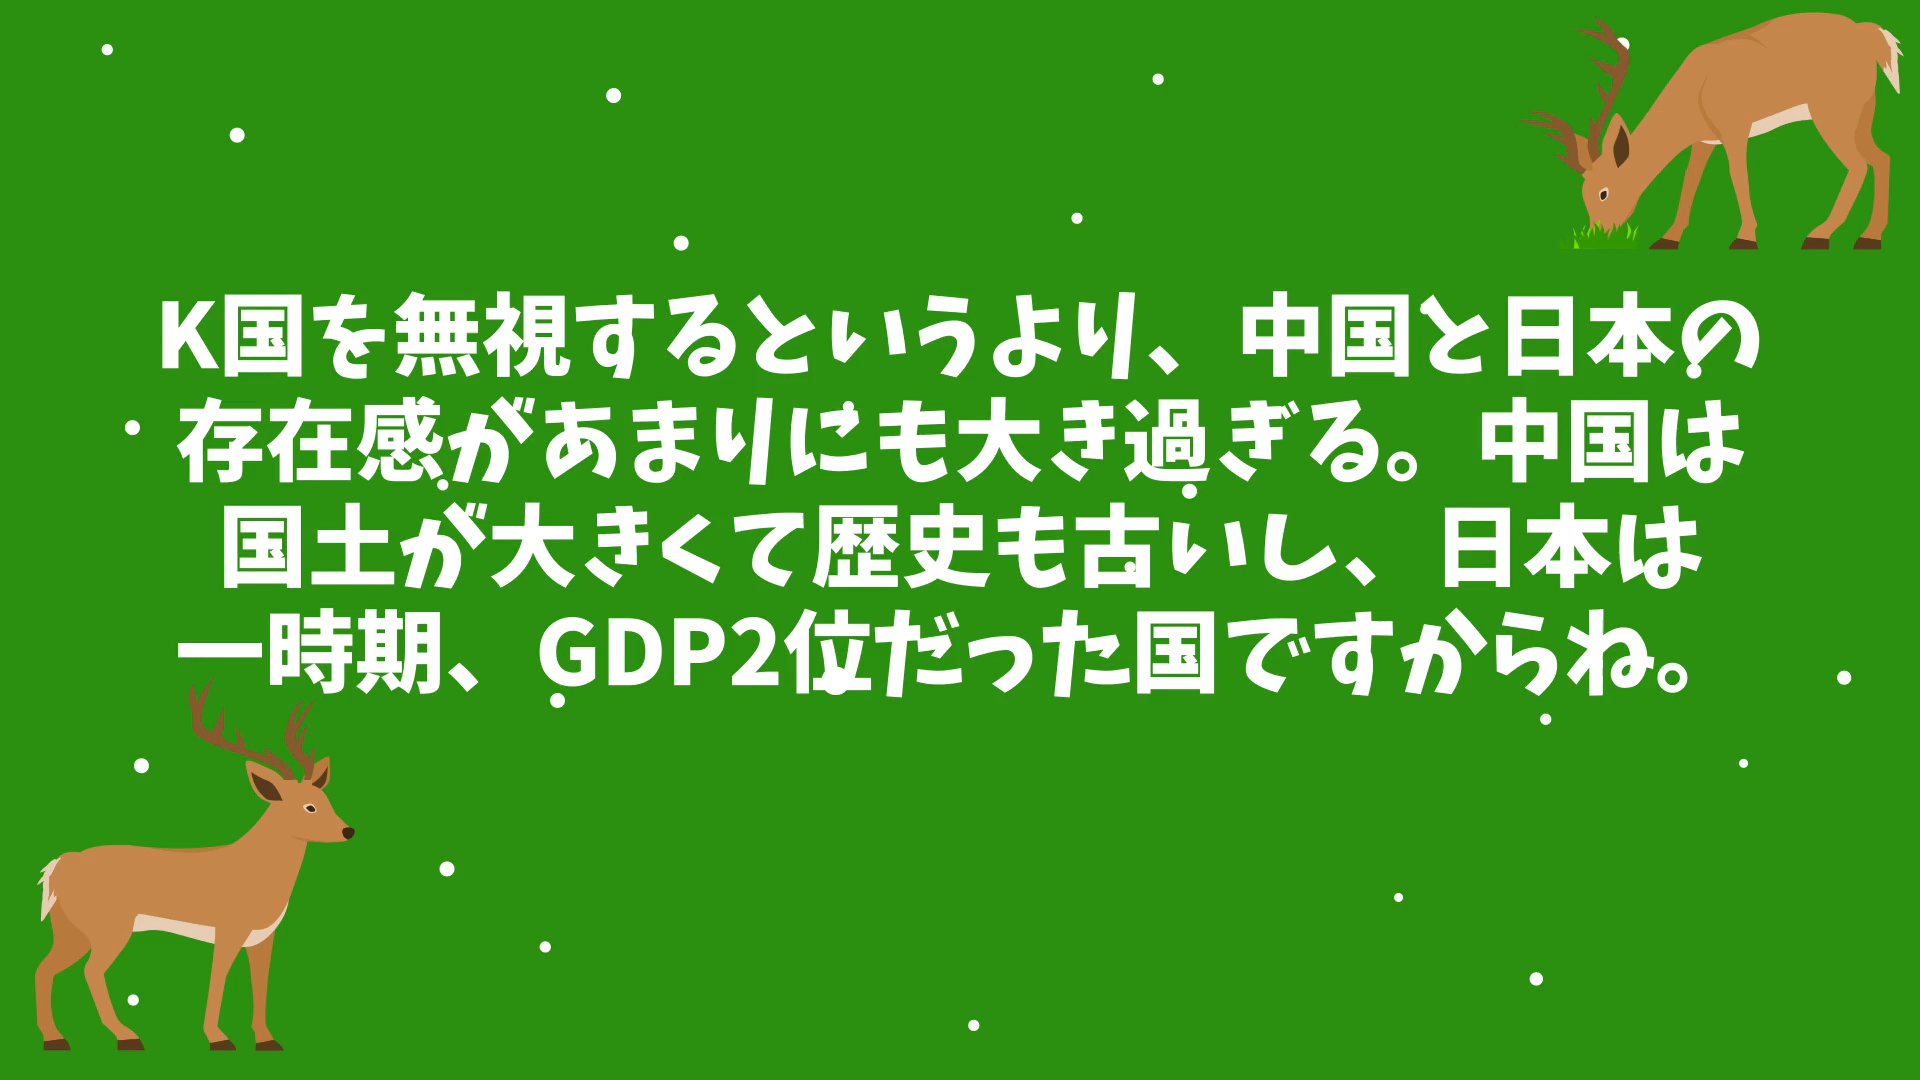 K国を無視するというより、中国と日本の
存在感があまりにも大き過ぎる。中国は
国土が大きくて歴史も古いし、日本は
一時期、GDP2位だった国ですからね。